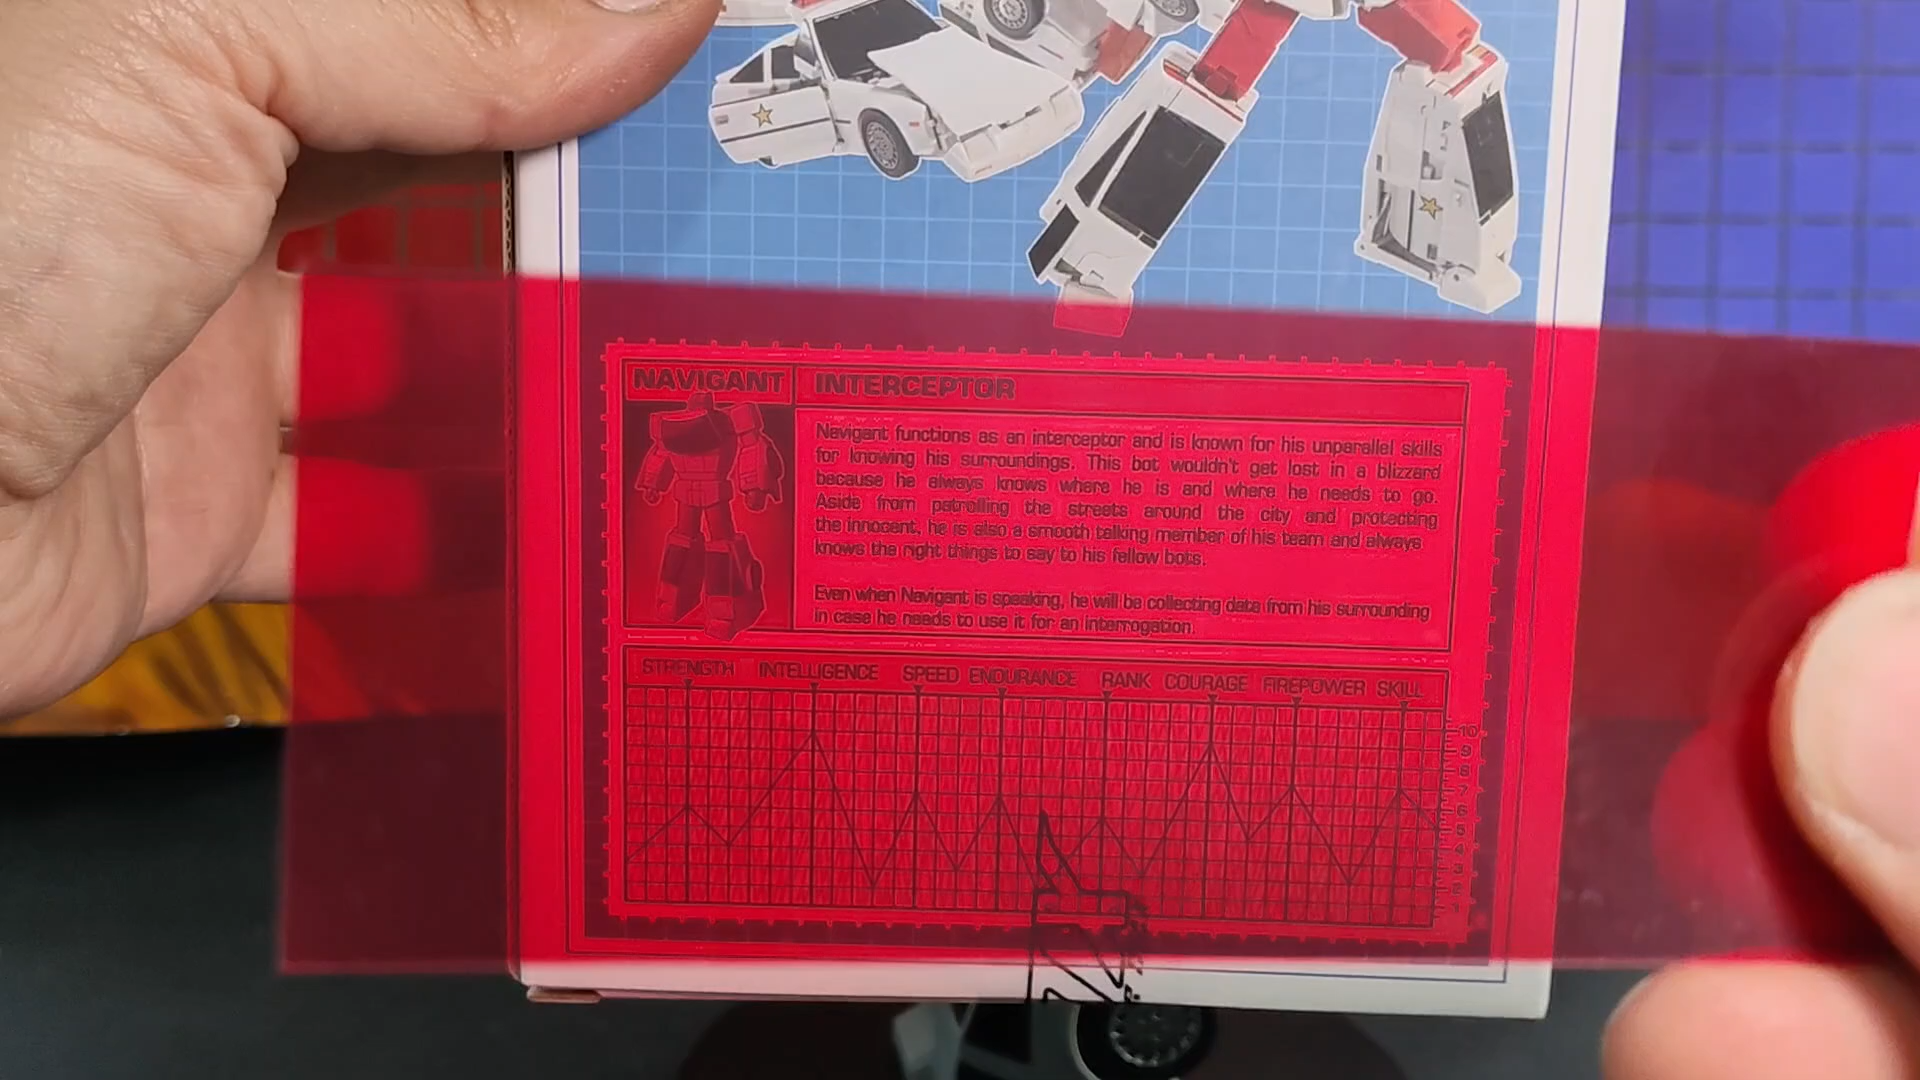 NAVIGANT
INTERCEPTOR
Navigant functions as an interceptor and is known for his unparallel skills
for knowing his surroundings. This bot wouldn't get lost in a blizzard
because he always knows where he is and where he needs to go.
Aside from patrolling the streets around the city and protecting
the innocent, he is also a smooth talking member of his team and always
knows the right things to say to his fellow bots.
Even when Navigant is speaking, he will be collecting data from his surrounding
in case he needs to use it for an interrogation.
STRENGTH INTELLIGENCE SPEED ENDURANCE RANK COURAGE FIREPOWER SKILL
10
9
8
7
6
5
4
3
2
1